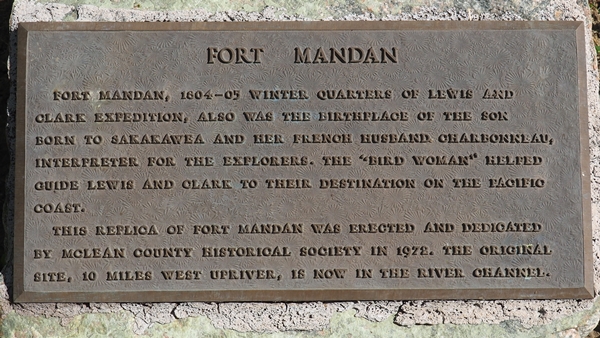 FORT MANDAN
FORT MANDAN, 1804-05 WINTER QUARTERS OF LEWIS AND
CLARK EXPEDITION, ALSO WAS THE BIRTHPLACE OF THE SON
BORN TO SAKAKAWEA AND HER FRENCH HUSBAND CHARBONNEAU,
INTERPRETER FOR THE EXPLORERS. THE "BIRD WOMAN" HELPED
GUIDE LEWIS AND CLARK TO THEIR DESTINATION ON THE PACIFIC
COAST.
THIS REPLICA OF FORT MANDAN WAS ERECTED AND DEDICATED
BY MCLEAN COUNTY HISTORICAL SOCIETY IN 1972. THE ORIGINAL
SITE, 10 MILES WEST UPRIVER, IS NOW IN THE RIVER CHANNEL.